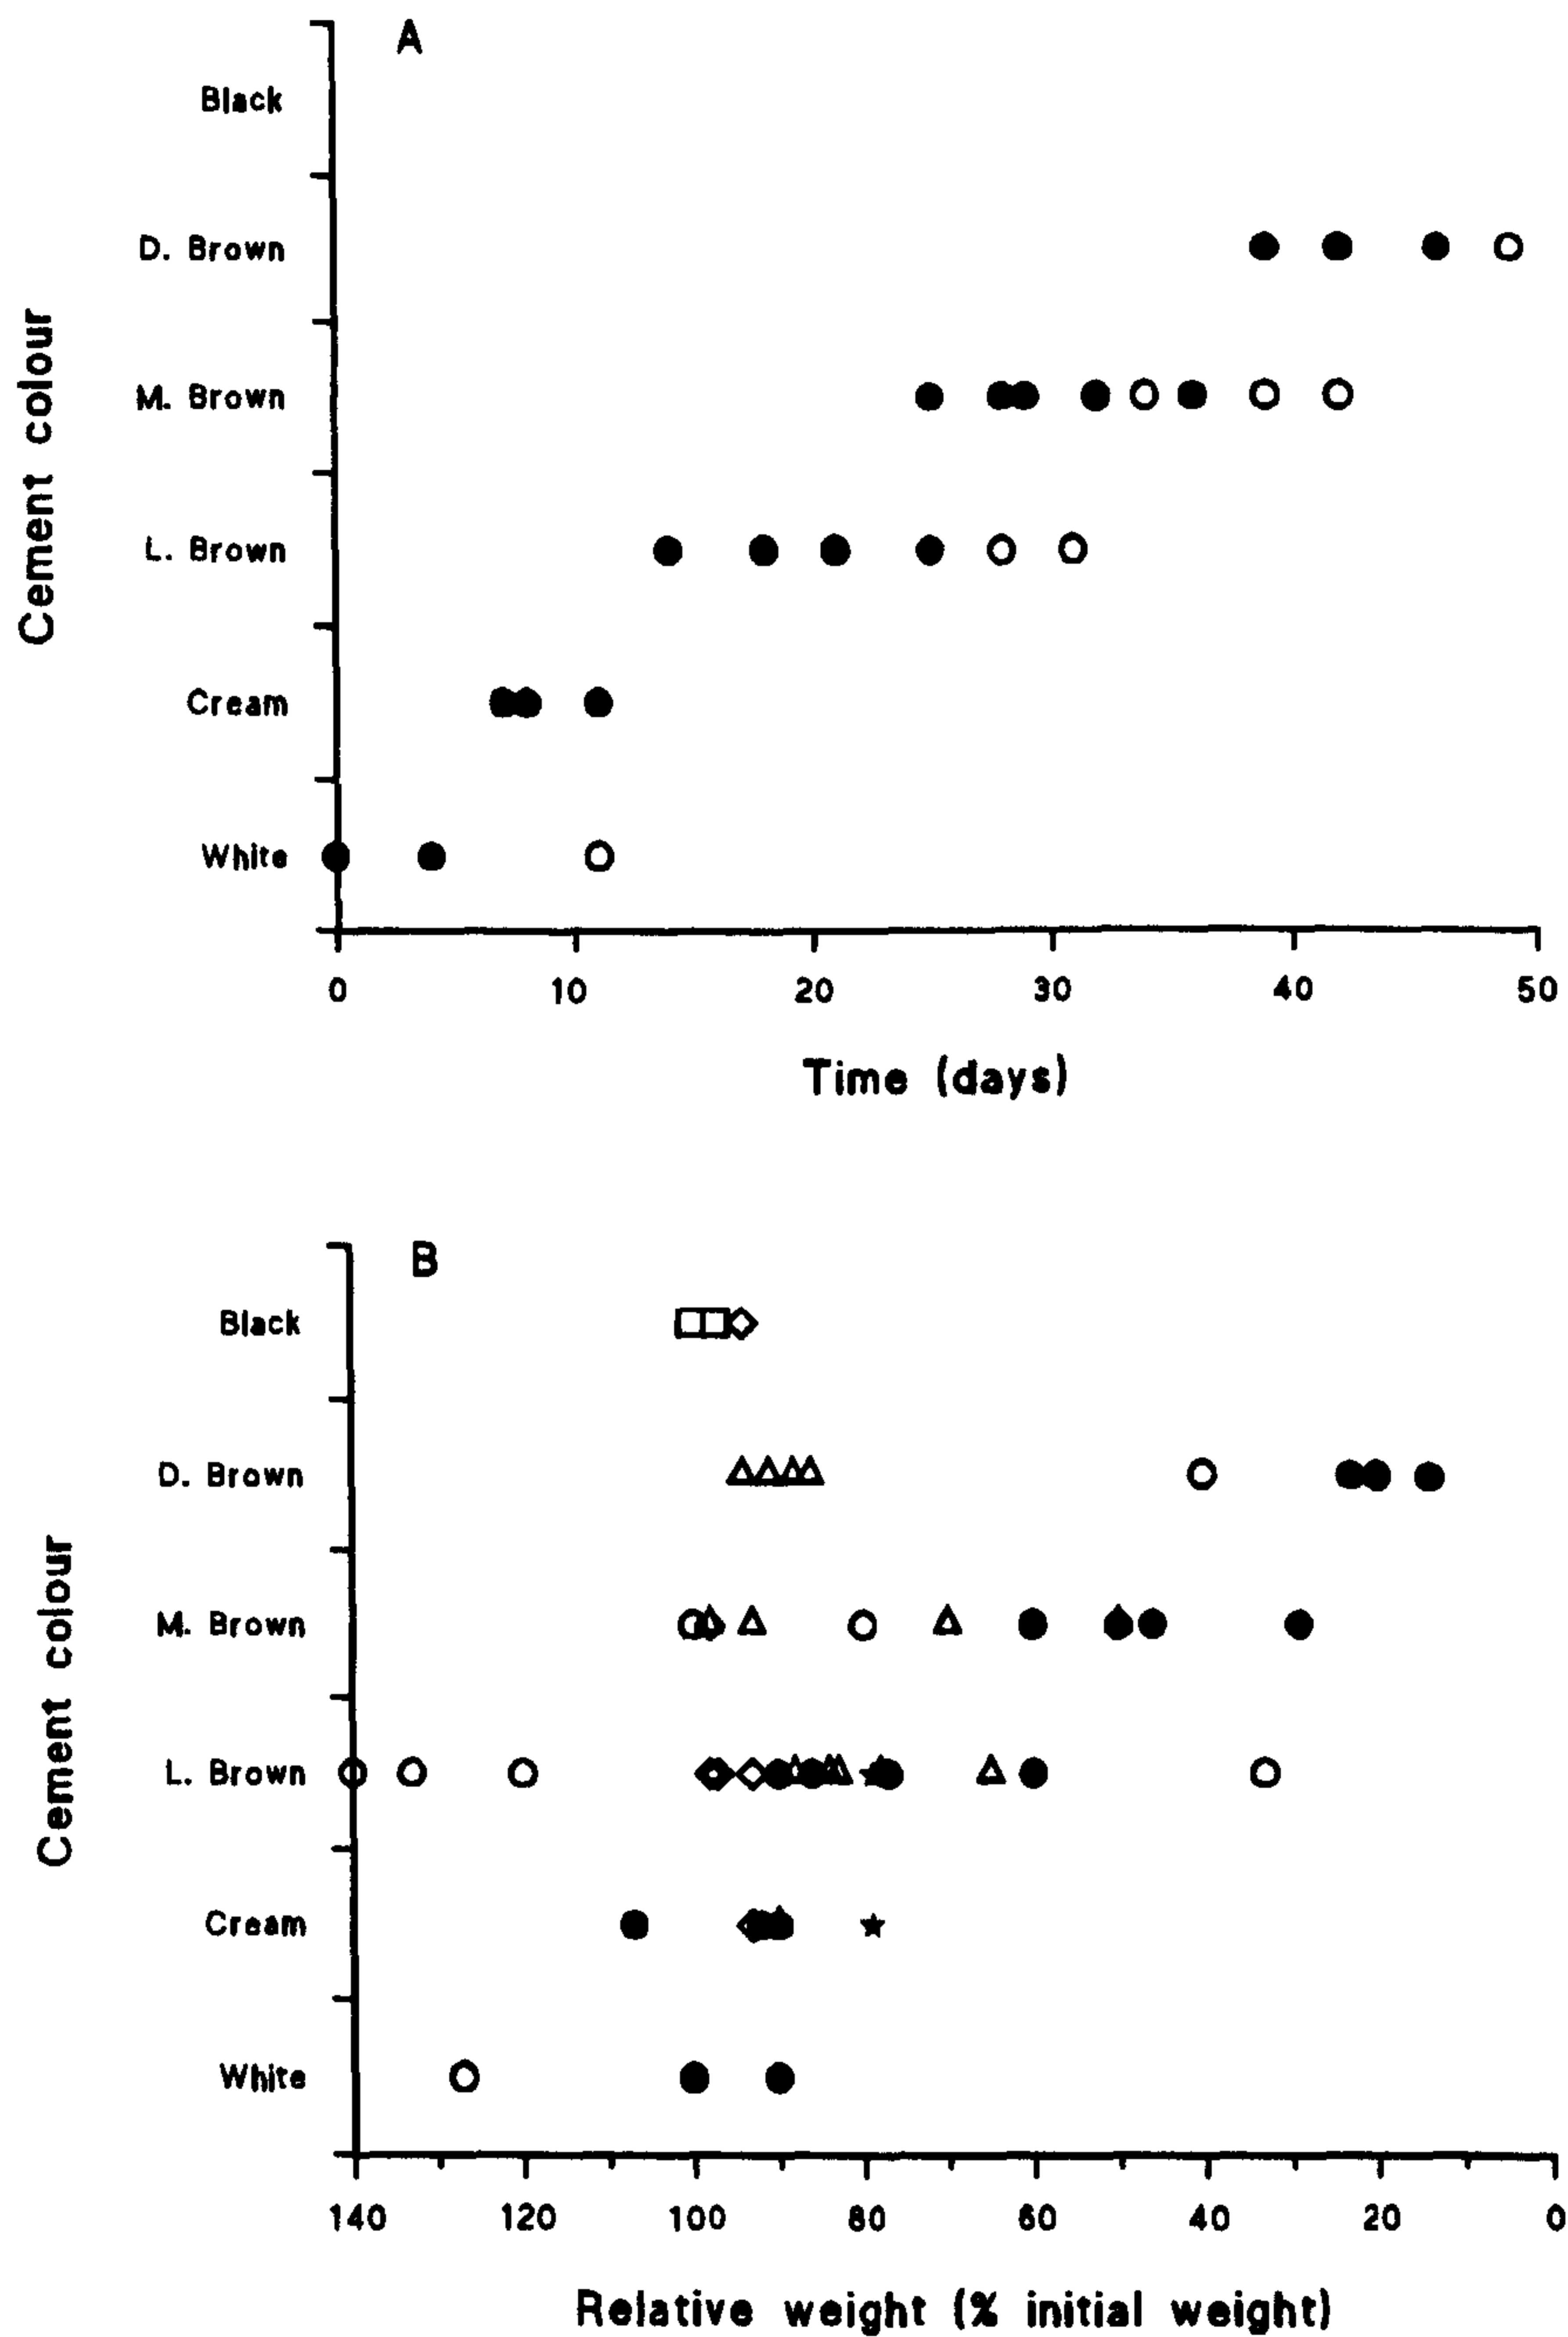 A
Black
D. Brown
M. Brown
L. Brown
Cream
White
Cement colour
0 10 20 30 40 50
Time (days)
B
Black
D. Brown
M. Brown
L. Brown
Cream
White
Cement colour
140 120 100 80 60 40 20 0
Relative weight (% initial weight)